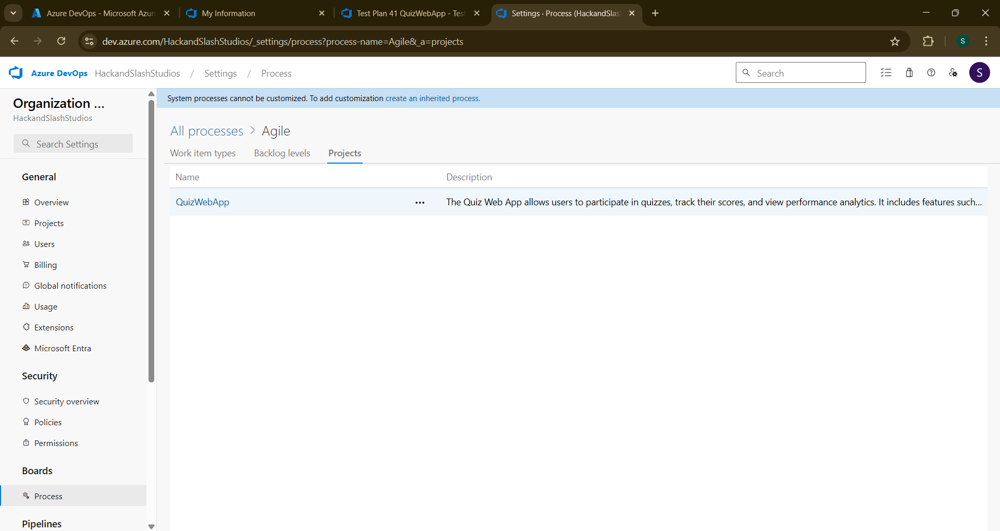 Azure DevOps - Microsoft Azur
My Information
Test Plan 41 QuizWebApp - Test
Settings · Process (HackandSlas
dev.azure.com/HackandSlashStudios/_settings/process?process-name=Agile&_a=projects
S
Azure DevOps HackandSlashStudios / Settings / Process
Search
S
Organization ...
HackandSlashStudios
Search Settings
General
Overview
Projects
Users
Billing
Global notifications
Usage
Extensions
Microsoft Entra
Security
Security overview
Policies
Permissions
Boards
Process
Pipelines
System processes cannot be customized. To add customization create an inherited process.
All processes > Agile
Work item types Backlog levels Projects
Name Description
QuizWebApp ... The Quiz Web App allows users to participate in quizzes, track their scores, and view performance analytics. It includes features such...